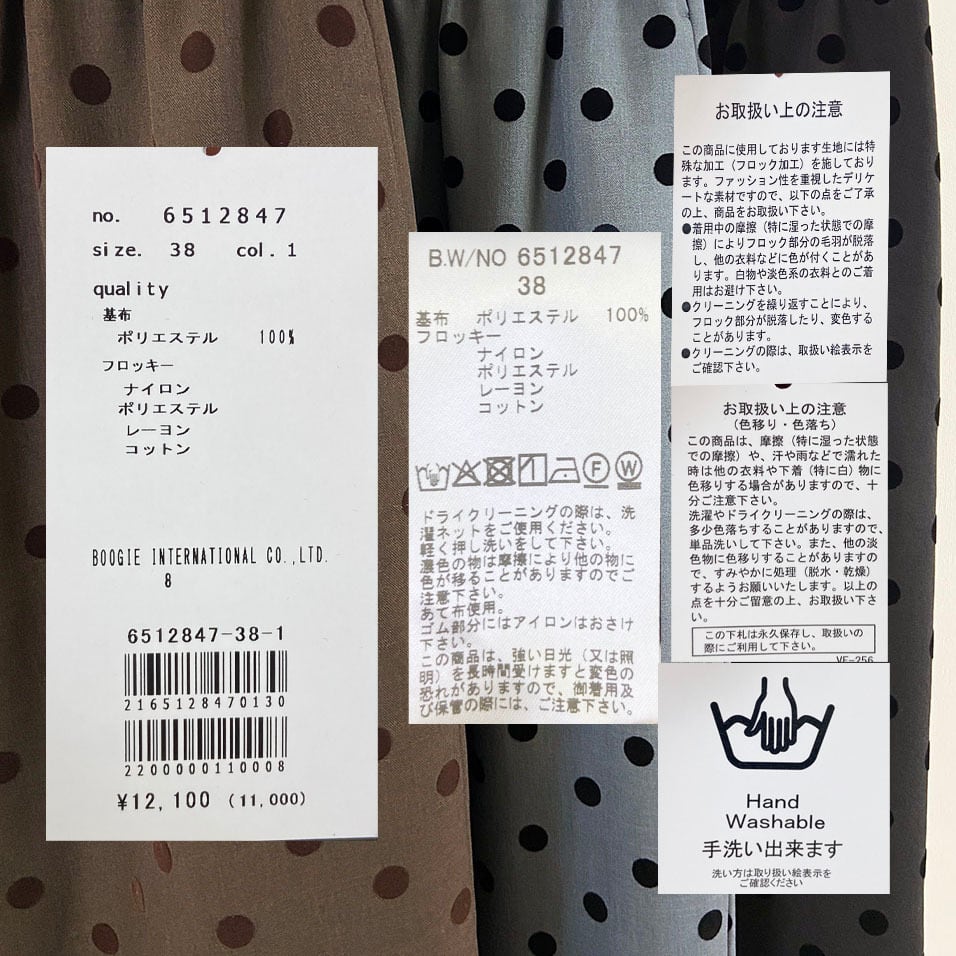 no. 6512847
size. 38 col. 1
quality
基布
ポリエステル 100%
フロッキー
ナイロン
ポリエステル
レーヨン
コットン
BOOGIE INTERNATIONAL CO.,LTD.
8
6512847-38-1
2165128470130
2200000110008
¥12,100 (11,000)
B.W/NO 6512847
38
基布 ポリエステル 100%
フロッキー
ナイロン
ポリエステル
レーヨン
コットン
F W
ドライクリーニングの際は、洗
濯ネットをご使用ください。
軽く押し洗いをして下さい。
濃色の物は摩擦により他の物に
色が移ることがありますのでご
注意下さい。
あて布使用。
ゴム部分にはアイロンはおさけ
下さい。
この商品は、強い日光(又は照
明)を長時間受けますと変色の
恐れがありますので、御着用及
び保管の際には、ご注意下さい。
お取扱い上の注意
この商品に使用しております生地には特
殊な加工(フロック加工)を施しており
ます。ファッション性を重視したデリケ
ートな素材ですので、以下の点をご了承
の上、商品をお取扱い下さい。
●着用中の摩擦(特に湿った状態での摩
擦)によりフロック部分の毛羽が脱落
し、他の衣料などに色が付くことがあ
ります。白物や淡色系の衣料とのご着
用はお避け下さい。
●クリーニングを繰り返すことにより、
フロック部分が脱落したり、変色する
ことがあります。
●クリーニングの際は、取扱い絵表示を
ご確認下さい。
お取扱い上の注意
(色移り・色落ち)
この商品は、摩擦(特に湿った状態
での摩擦)や、汗や雨などで濡れた
時は他の衣料や下着(特に白)物に
色移りする場合がありますので、十
分ご注意下さい。
洗濯やドライクリーニングの際は、
多少色落ちすることがありますので、
単品洗いして下さい。また、他の淡
色物に色移りすることがありますの
で、すみやかに処理(脱水・乾燥)
するようお願いいたします。以上の
点を十分ご留意の上、お取扱い下さ
い。
この下札は永久保存し、取扱いの
際にご利用して下さい。
VF-256
Hand
Washable
手洗い出来ます
洗い方は取り扱い絵表示を
ご確認ください